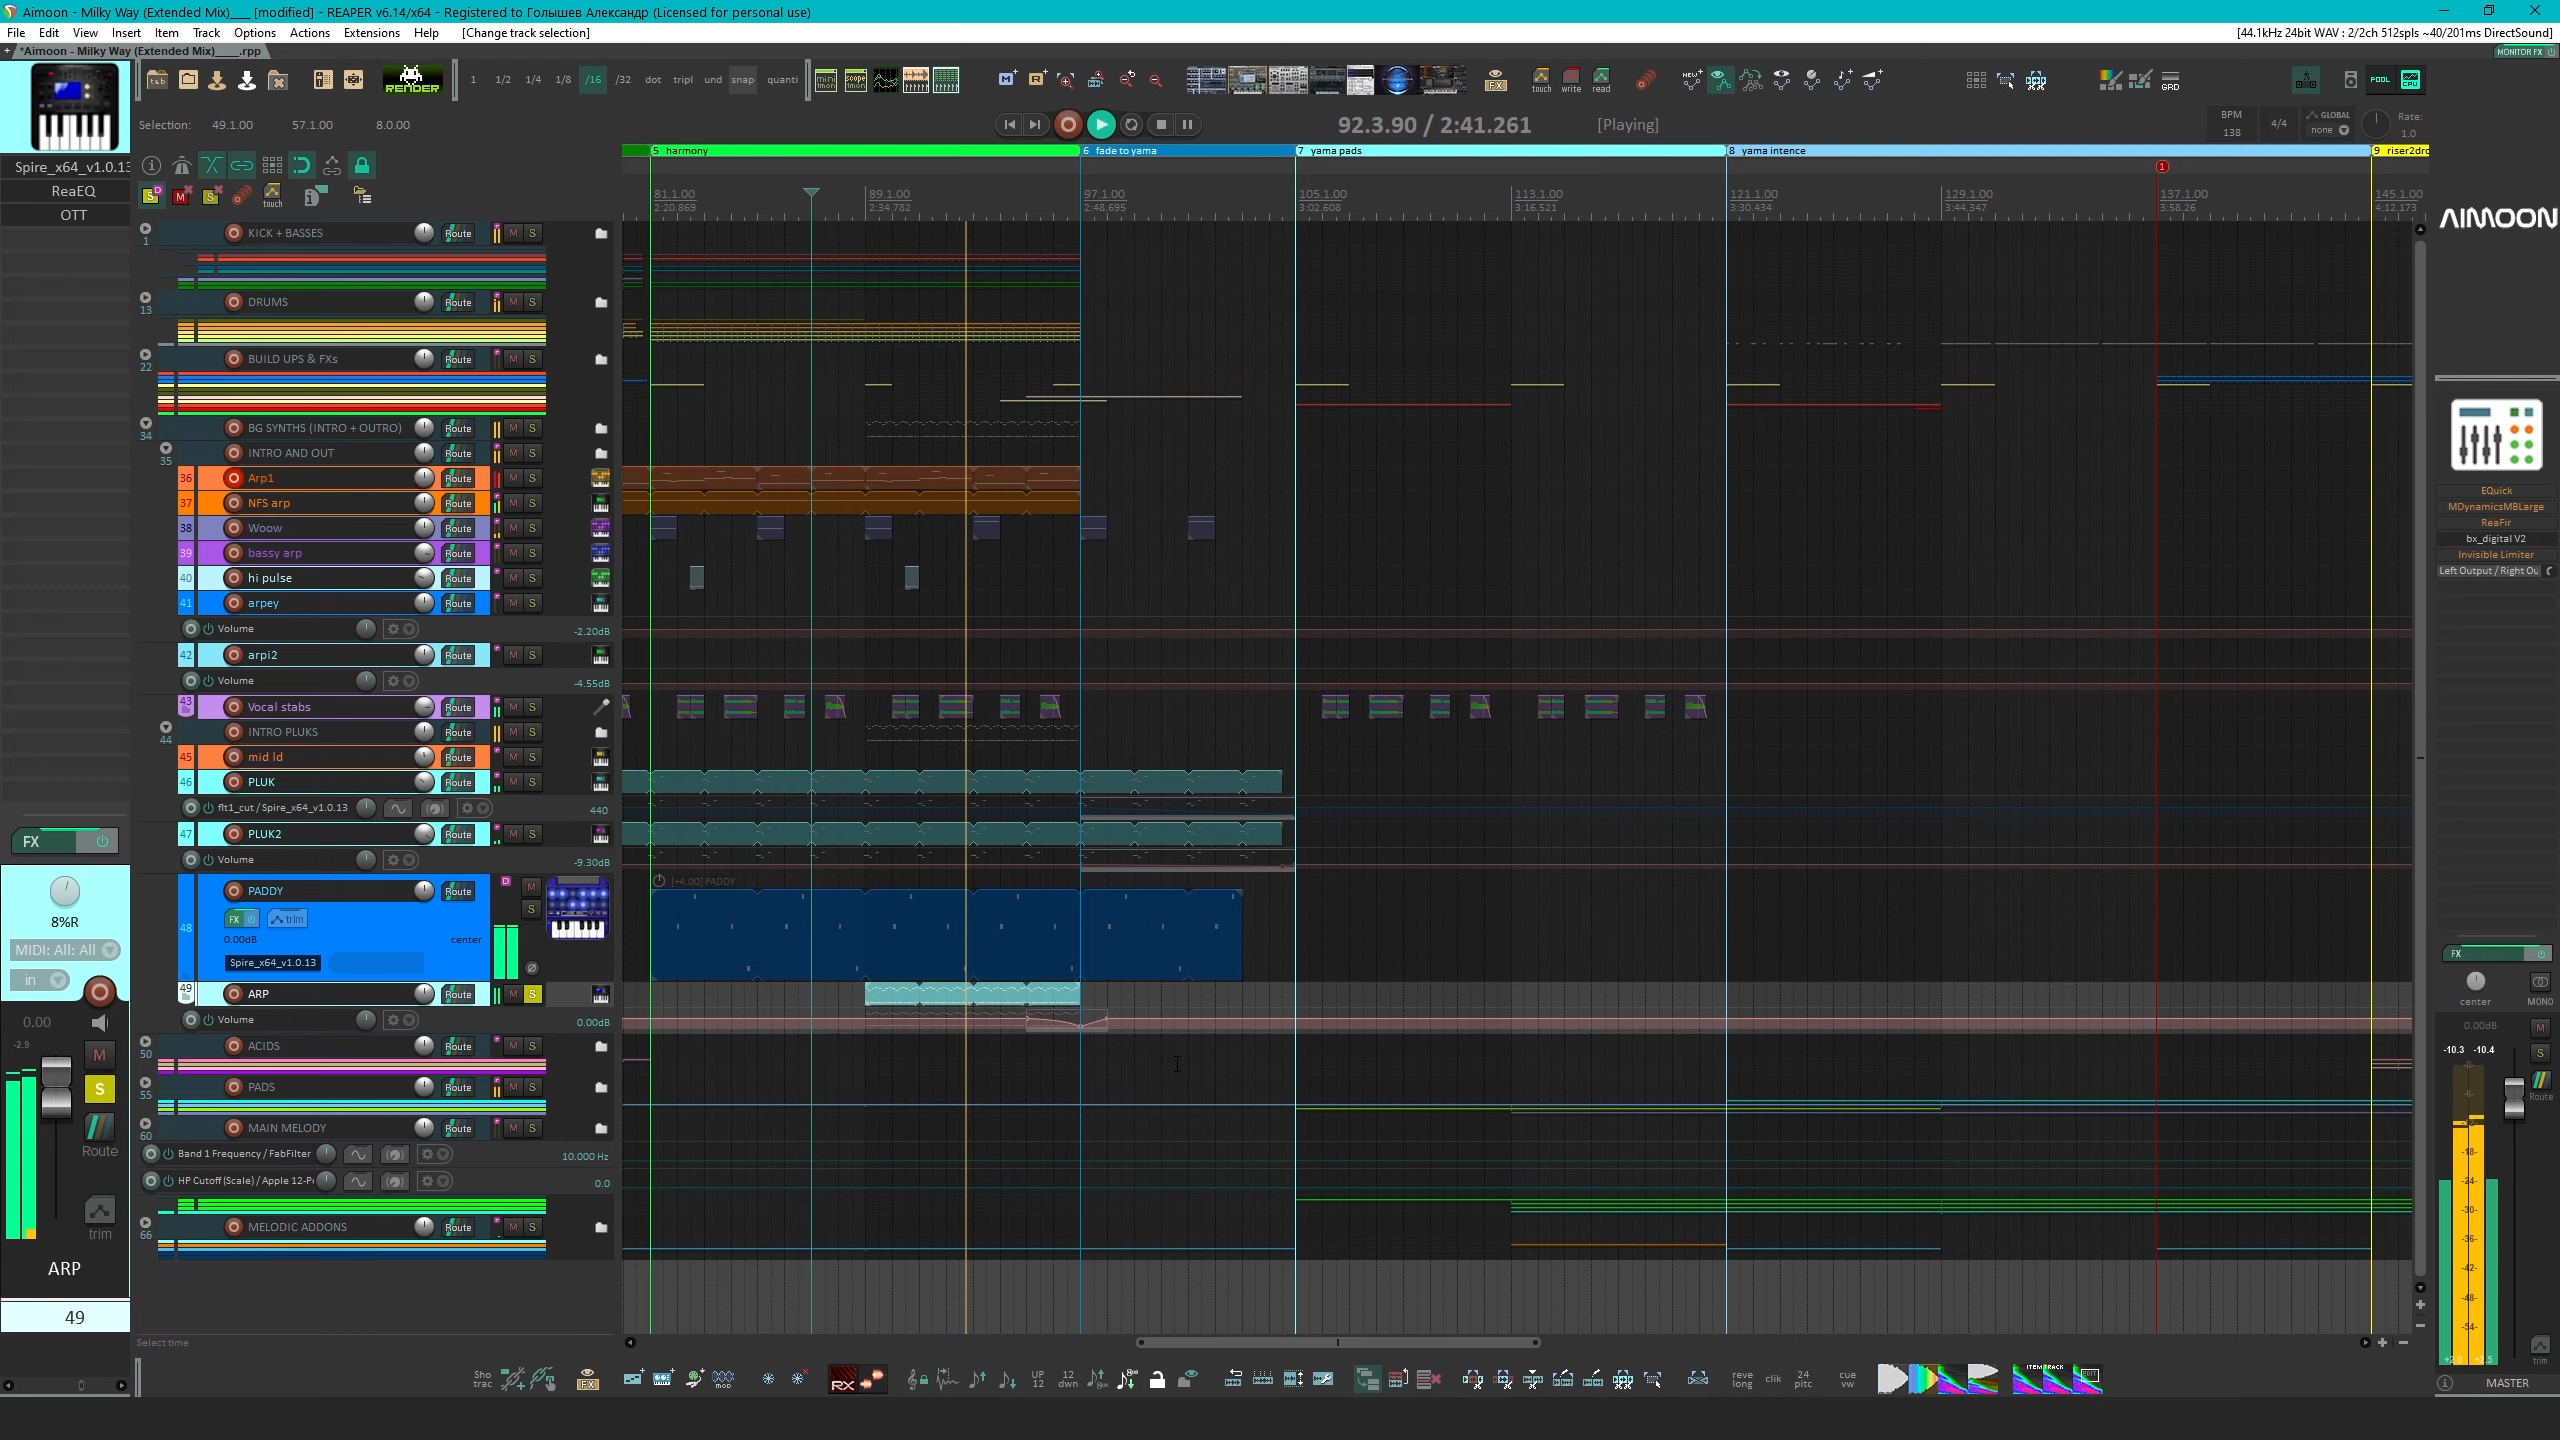 Aimoon - Milky Way (Extended Mix)___ [modified] - REAPER v6.14/x64 - Registered to Голышев Александр (Licensed for personal use)
File Edit View Insert Item Track Options Actions Extensions Help [Change track selection]
[44.1kHz 24bit WAV : 2/2ch 512spls ~40/201ms DirectSound]
*Aimoon - Milky Way (Extended Mix)____.rpp
MONITOR FX
RENDER
1 1/2 1/4 1/8 /16 /32 dot tripl und snap quanti
touch write read
GRD
POOL
Selection: 49.1.00 57.1.00 8.0.00
92.3.90 / 2:41.261 [Playing]
BPM 138 4/4 GLOBAL none Rate: 1.0
Spire_x64_v1.0.13
ReaEQ
OTT
touch
5 harmony
6 fade to yama
7 yama pads
8 yama intence
9 riser2dro
1
81.1.00 89.1.00 97.1.00 105.1.00 113.1.00 121.1.00 129.1.00 137.1.00 145.1.00
2:20.869 2:34.782 2:48.695 3:02.608 3:16.521 3:30.434 3:44.347 3:58.26 4:12.173
AIMOON
1 KICK + BASSES Route M S
13 DRUMS Route M S
22 BUILD UPS & FXs Route M S
34 BG SYNTHS (INTRO + OUTRO) Route M S
35 INTRO AND OUT Route M S
36 Arp1 Route M S
37 NFS arp Route M S
38 Woow Route M S
39 bassy arp Route M S
40 hi pulse Route M S
41 arpey Route M S
Volume -2.20dB
42 arpi2 Route M S
Volume -4.55dB
43 Vocal stabs Route M S
44 INTRO PLUKS Route M S
45 mid ld Route M S
46 PLUK Route M S
flt1_cut / Spire_x64_v1.0.13 440
47 PLUK2 Route M S
Volume -9.30dB
48 PADDY Route M
FX trim S
0.00dB center
Spire_x64_v1.0.13
[+4.00] PADDY
49 ARP Route M S
Volume 0.00dB
50 ACIDS Route M S
55 PADS Route M S
60 MAIN MELODY Route M S
Band 1 Frequency / FabFilter 10.000 Hz
HP Cutoff (Scale) / Apple 12-P 0.0
66 MELODIC ADDONS Route M S
Select time
FX
8%R
MIDI: All: All
in
0.00
-2.9
M
S
Route
trim
ARP
49
EQuick
MDynamicsMBLarge
ReaFir
bx_digital V2
Invisible Limiter
Left Output / Right Ou
FX
center MONO
0.00dB M
-10.3 -10.4 S
-0-
-6-
Route
-18-
-24-
-30-
-36-
-42-
-48-
-54-
trim
MASTER
Sho trac
FX
MOD
RX
UP 12
12 dwn
reve long
clik
24 pitc
cue vw
ITEM TRACK
EDIT